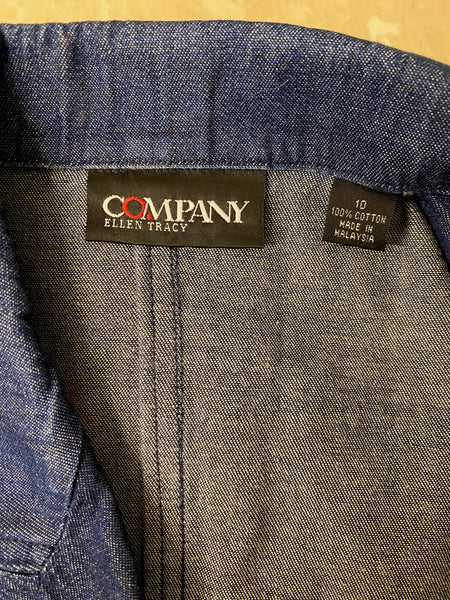 COMPANY
ELLEN TRACY
10
100% COTTON
MADE IN
MALAYSIA